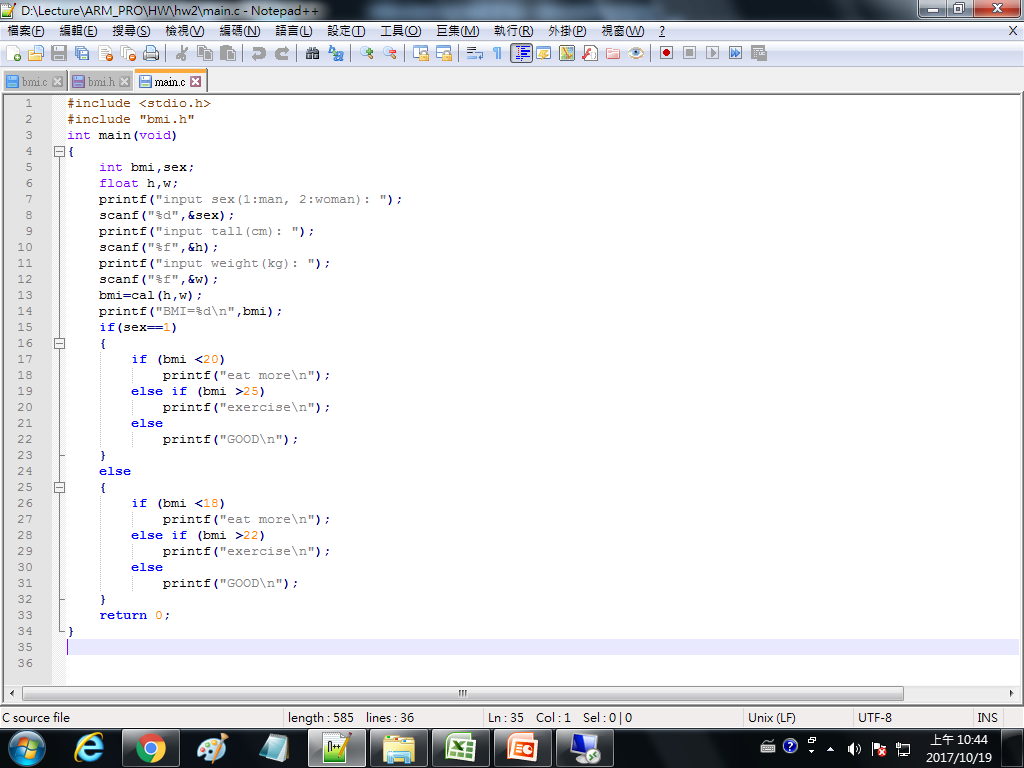 D:\Lecture\ARM_PRO\HW\hw2\main.c - Notepad++
檔案(F) 編輯(E) 搜尋(S) 檢視(V) 編碼(N) 語言(L) 設定(T) 工具(O) 巨集(M) 執行(R) 外掛(P) 視窗(W) ? X
bmi.c bmi.h main.c
1 #include <stdio.h>
2 #include "bmi.h"
3 int main(void)
4 {
5 int bmi,sex;
6 float h,w;
7 printf("input sex(1:man, 2:woman): ");
8 scanf("%d",&sex);
9 printf("input tall(cm): ");
10 scanf("%f",&h);
11 printf("input weight(kg): ");
12 scanf("%f",&w);
13 bmi=cal(h,w);
14 printf("BMI=%d\n",bmi);
15 if(sex==1)
16 {
17 if (bmi <20)
18 printf("eat more\n");
19 else if (bmi >25)
20 printf("exercise\n");
21 else
22 printf("GOOD\n");
23 }
24 else
25 {
26 if (bmi <18)
27 printf("eat more\n");
28 else if (bmi >22)
29 printf("exercise\n");
30 else
31 printf("GOOD\n");
32 }
33 return 0;
34 }
35
36
C source file length : 585 lines : 36 Ln : 35 Col : 1 Sel : 0 | 0 Unix (LF) UTF-8 INS
上午 10:44
2017/10/19